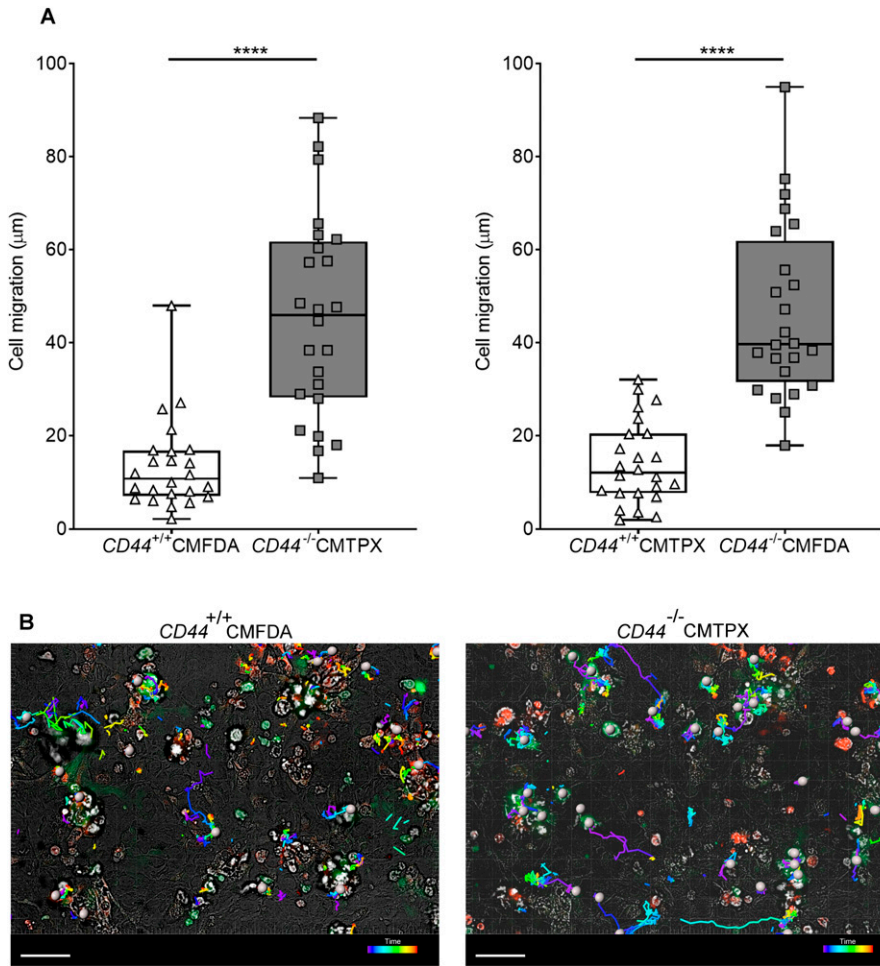 A
**** ****
100 100
80 80
60 60
40 40
20 20
0 0
Cell migration (μm) Cell migration (μm)
CD44+/+CMFDA CD44-/-CMTPX CD44+/+CMTPX CD44-/-CMFDA
B
CD44+/+CMFDA CD44-/-CMTPX
Time Time